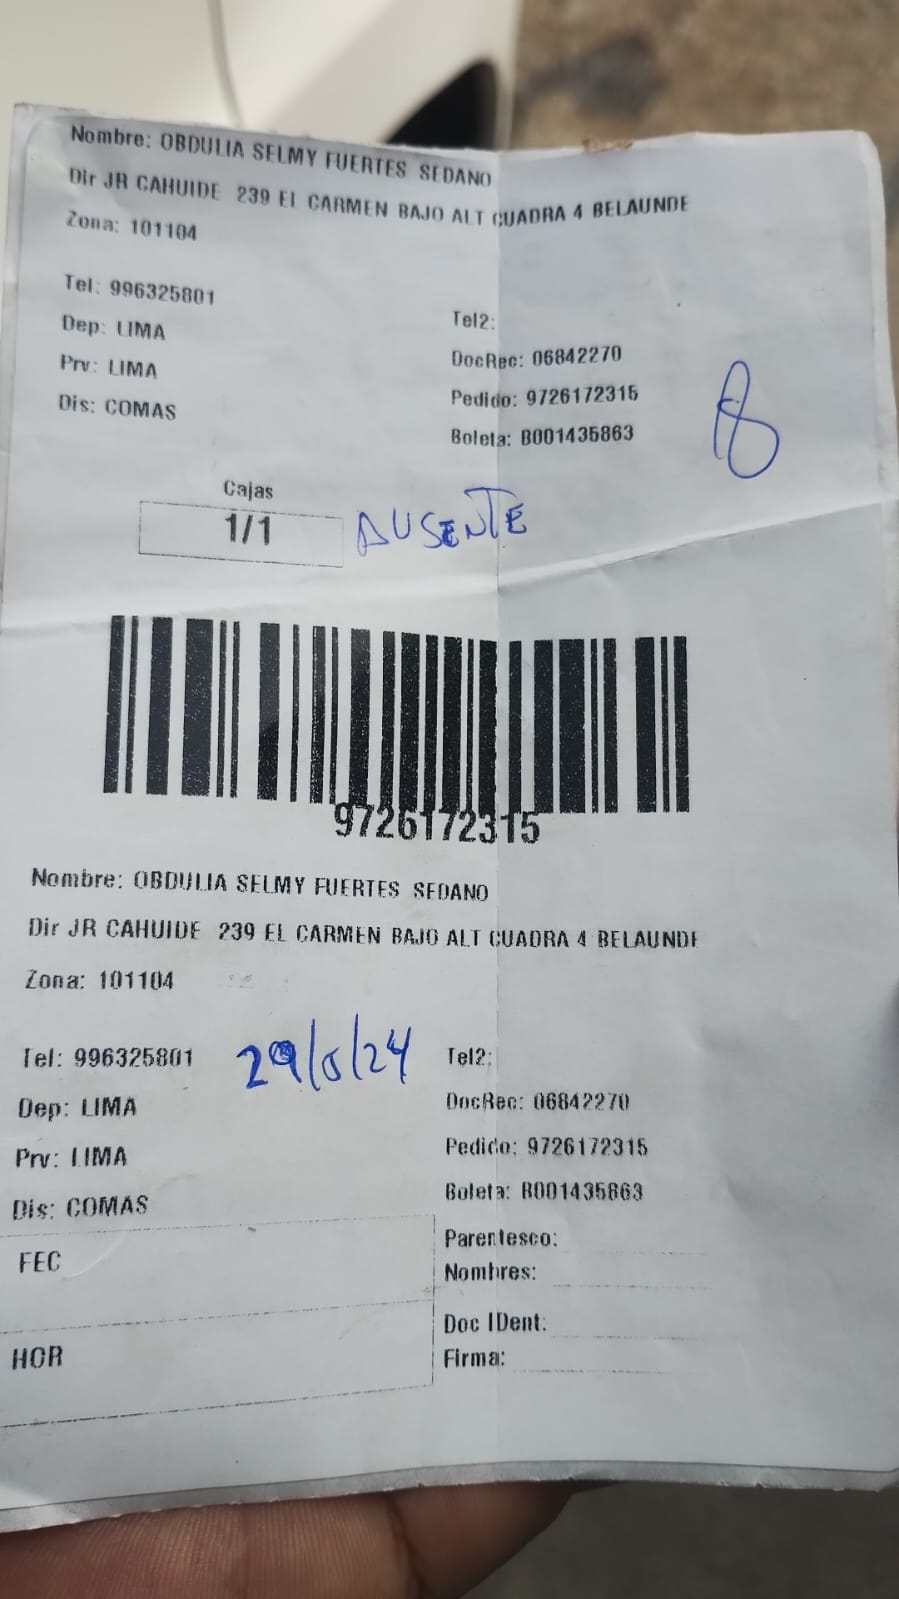 Nombre: OBDULIA SELMY FUERTES SEDANO
Dir JR CAHUIDE 239 EL CARMEN BAJO ALT CUADRA 4 BELAUNDE
Zona: 101104
Tel: 996325801
Tel2:
Dep: LIMA
DocRec: 06842270
Prv: LIMA
Pedido: 9726172315
Dis: COMAS
Boleta: B001435863
8
Cajas
1/1
AUSENTE
9726172315
Nombre: OBDULIA SELMY FUERTES SEDANO
Dir JR CAHUIDE 239 EL CARMEN BAJO ALT CUADRA 4 BELAUNDE
Zona: 101104
Tel: 996325801
29/5/24
Tel2:
Dep: LIMA
DocRec: 06842270
Prv: LIMA
Pedido: 9726172315
Dis: COMAS
Boleta: B001435863
FEC
Parentesco:
Nombres:
HOR
Doc IDent:
Firma: